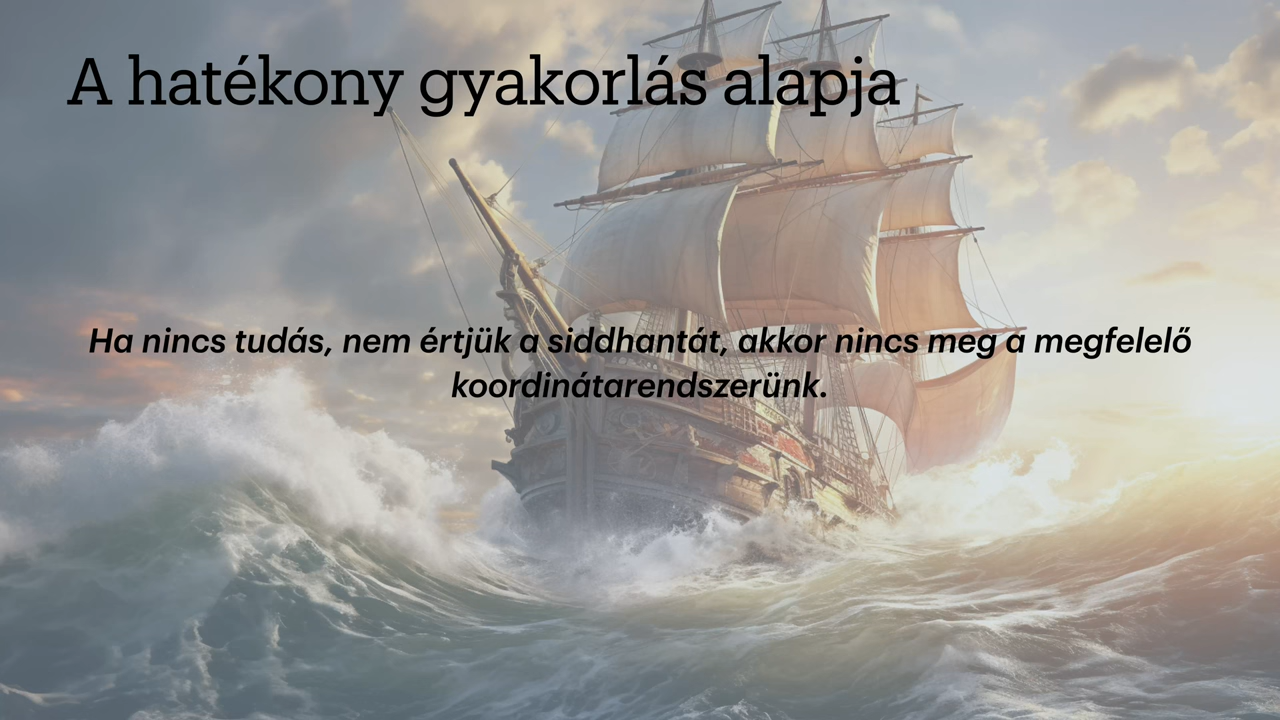 A hatékony gyakorlás alapja
Ha nincs tudás, nem értjük a siddhantát, akkor nincs meg a megfelelő
koordinátarendszerünk.